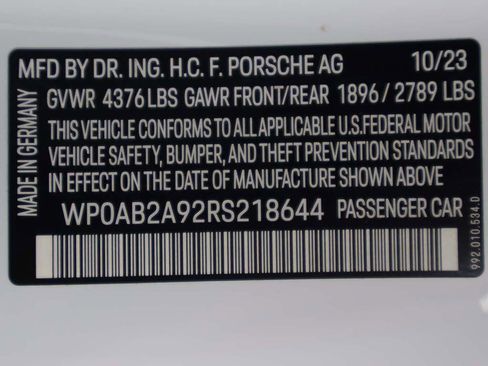 MFD BY DR. ING. H.C. F. PORSCHE AG 10/23
GVWR 4376 LBS GAWR FRONT/REAR 1896 / 2789 LBS
THIS VEHICLE CONFORMS TO ALL APPLICABLE U.S.FEDERAL MOTOR
VEHICLE SAFETY, BUMPER, AND THEFT PREVENTION STANDARDS
IN EFFECT ON THE DATE OF MANUFACTURE SHOWN ABOVE.
WP0AB2A92RS218644 PASSENGER CAR
MADE IN GERMANY
992.010.534.D